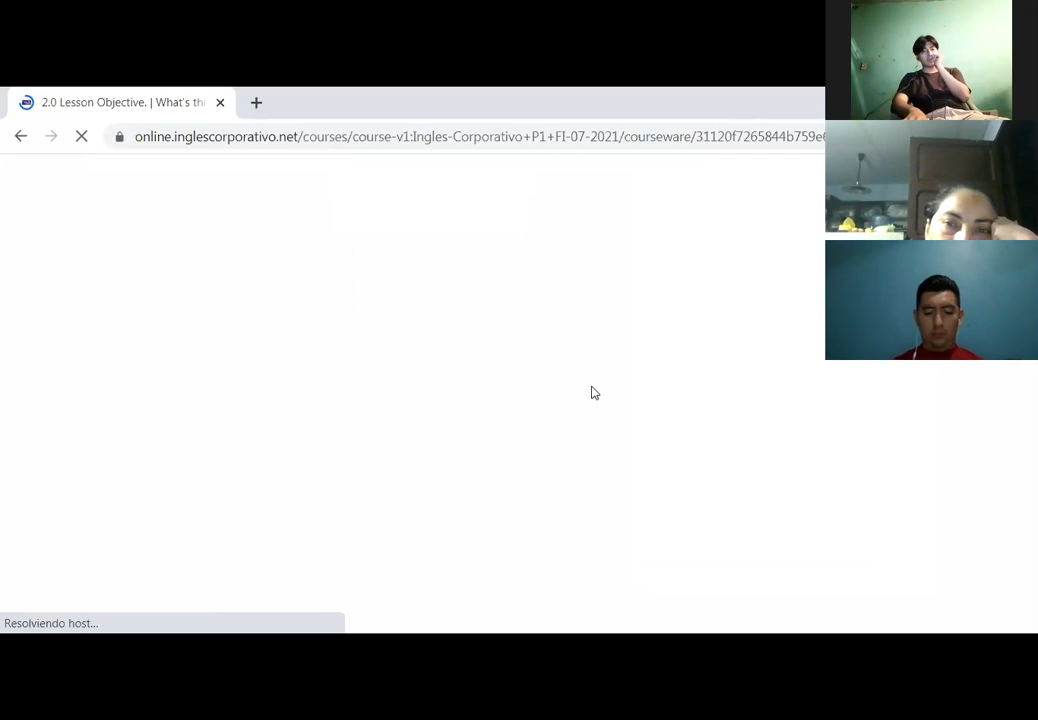 2.0 Lesson Objective. | What's th
online.inglescorporativo.net/courses/course-v1:Ingles-Corporativo+P1+FI-07-2021/courseware/31120f7265844b759e
Resolviendo host...